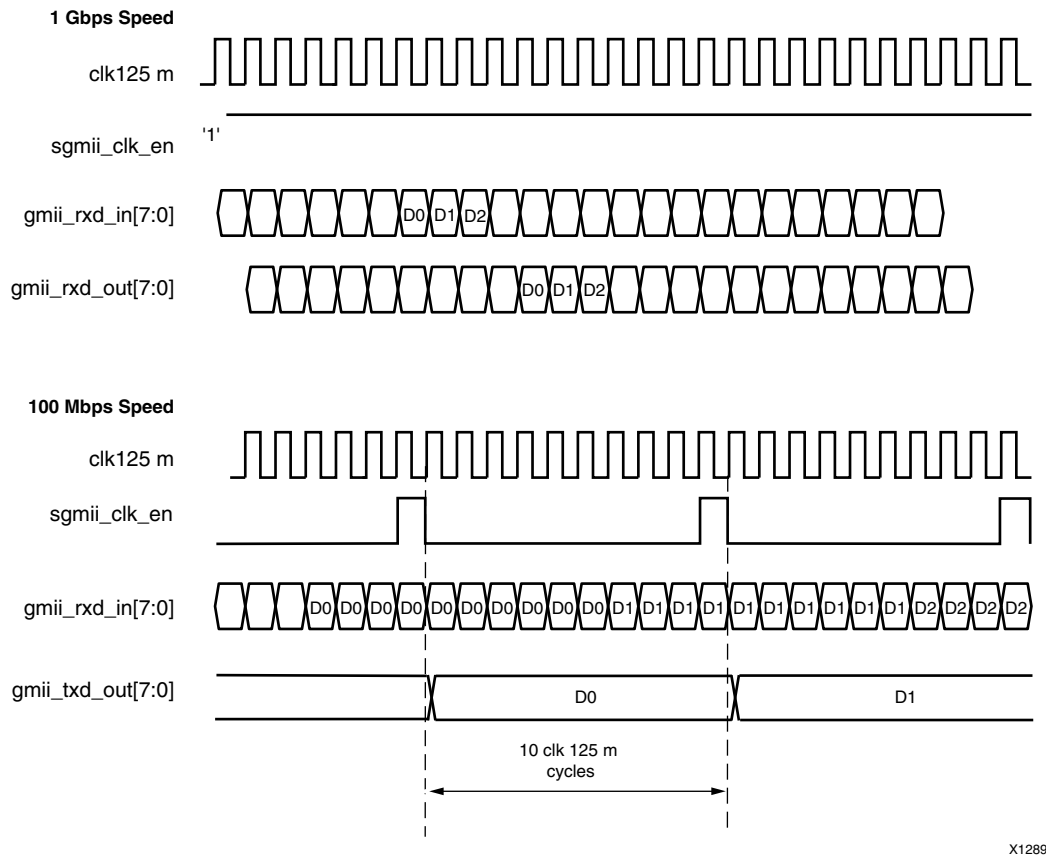 1 Gbps Speed
clk125 m
'1'
sgmii_clk_en
gmii_rxd_in[7:0] D0 D1 D2
gmii_rxd_out[7:0] D0 D1 D2
100 Mbps Speed
clk125 m
sgmii_clk_en
gmii_rxd_in[7:0] D0 D0 D0 D0 D0 D0 D0 D0 D0 D0 D1 D1 D1 D1 D1 D1 D1 D1 D1 D1 D2 D2 D2 D2
gmii_txd_out[7:0] D0 D1
10 clk 125 m
cycles
X1289